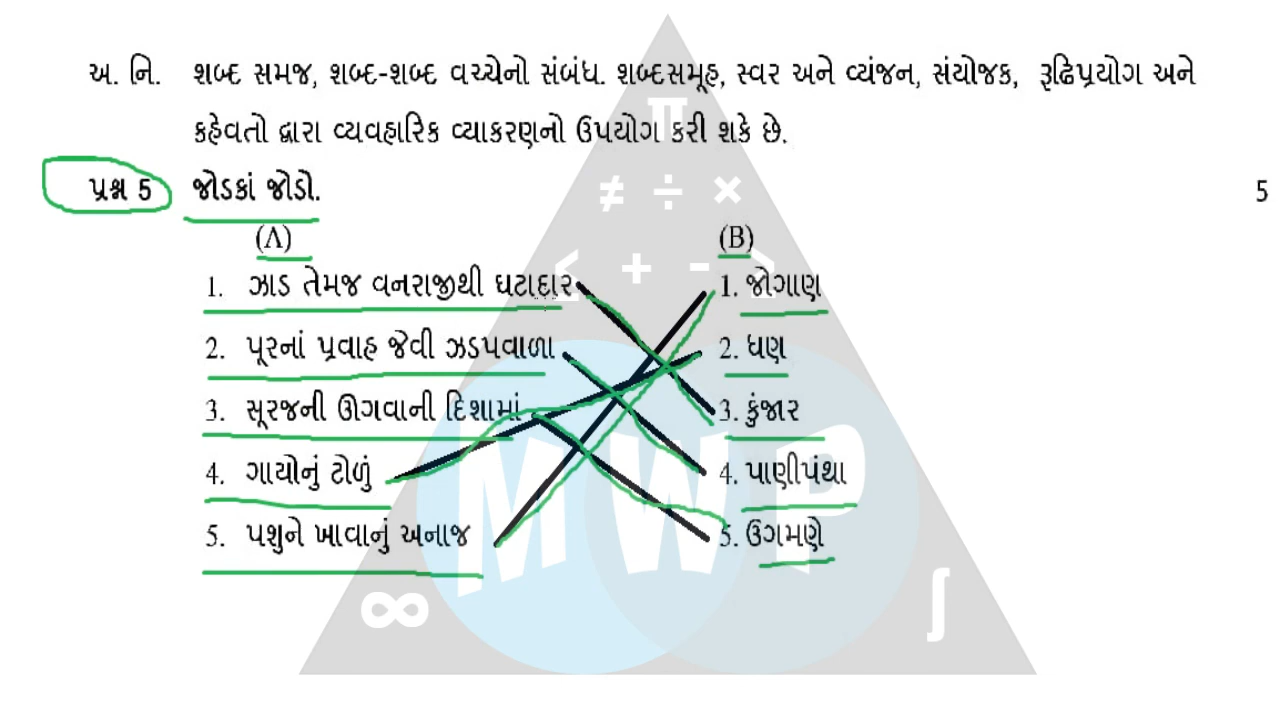 અ. નિ. શબ્દ સમજ, શબ્દ-શબ્દ વચ્ચેનો સંબંધ. શબ્દસમૂહ, સ્વર અને વ્યંજન, સંયોજક, રૂઢિપ્રયોગ અને
કહેવતો દ્વારા વ્યવહારિક વ્યાકરણનો ઉપયોગ કરી શકે છે.
પ્રશ્ન 5 જોડકાં જોડો. 5
(A) (B)
1. ઝાડ તેમજ વનરાજીથી ઘટાદાર 1. જોગાણ
2. પૂરનાં પ્રવાહ જેવી ઝડપવાળા 2. ધણ
3. સૂરજની ઊગવાની દિશામાં 3. કુંજાર
4. ગાયોનું ટોળું 4. પાણીપંથા
5. પશુને ખાવાનું અનાજ 5. ઉગમણે
π
≠ ÷ ×
< + - >
MWP
∞ ∫